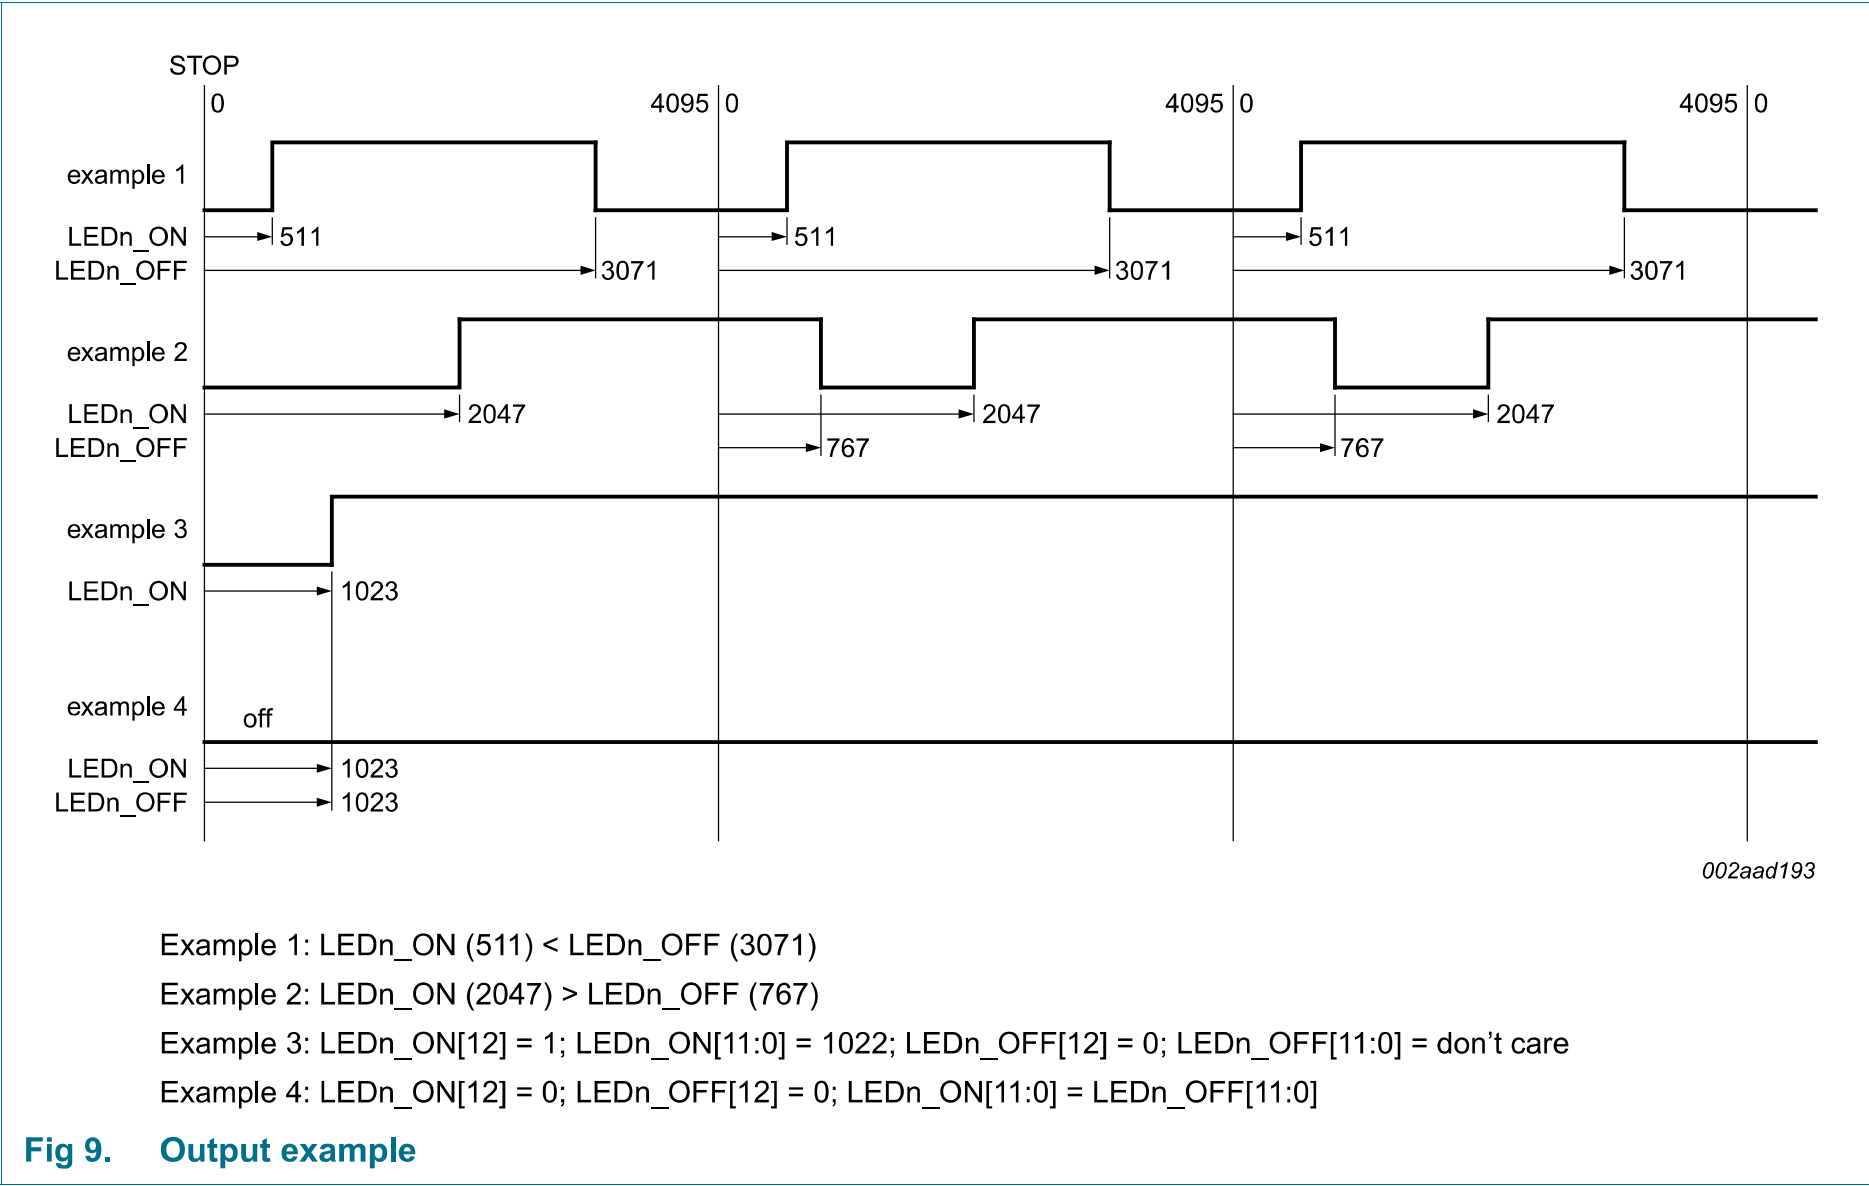 STOP
0 4095 0 4095 0 4095 0
example 1
LEDn_ON 511 511 511
LEDn_OFF 3071 3071 3071
example 2
LEDn_ON 2047 2047 2047
LEDn_OFF 767 767
example 3
LEDn_ON 1023
example 4 off
LEDn_ON 1023
LEDn_OFF 1023
002aad193
Example 1: LEDn_ON (511) < LEDn_OFF (3071)
Example 2: LEDn_ON (2047) > LEDn_OFF (767)
Example 3: LEDn_ON[12] = 1; LEDn_ON[11:0] = 1022; LEDn_OFF[12] = 0; LEDn_OFF[11:0] = don't care
Example 4: LEDn_ON[12] = 0; LEDn_OFF[12] = 0; LEDn_ON[11:0] = LEDn_OFF[11:0]
Fig 9. Output example